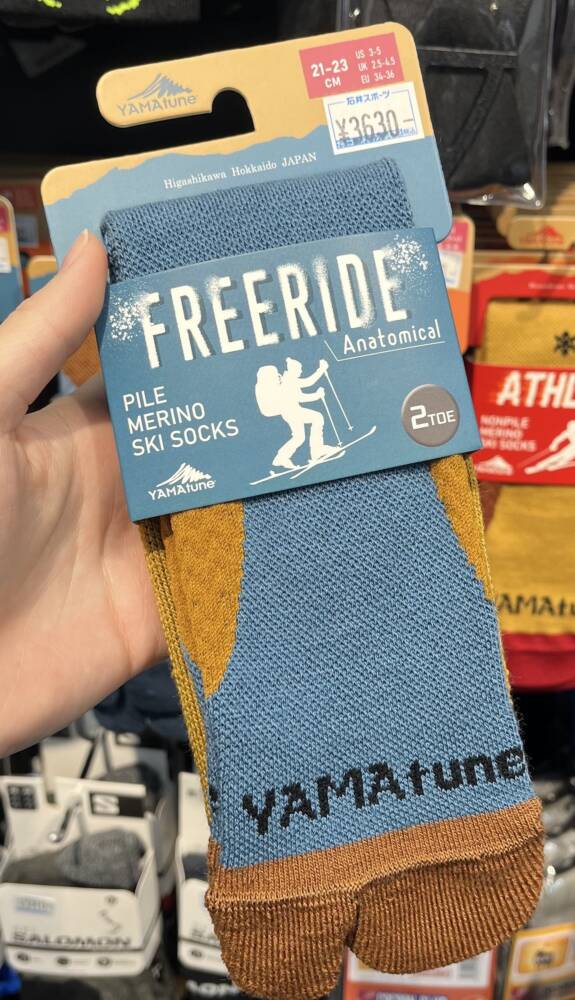 YAMAtune
21-23
CM
US 3-5
UK 2.5-4.5
EU 34-36
石井スポーツ
¥3630-
Higashikawa Hokkaido JAPAN
FREERIDE
Anatomical
PILE
MERINO
SKI SOCKS
2TOE
YAMAtune
YAMAtune
ATHL
NONPILE
MERINO
SKI SOCKS
AMAtu
SALOMON